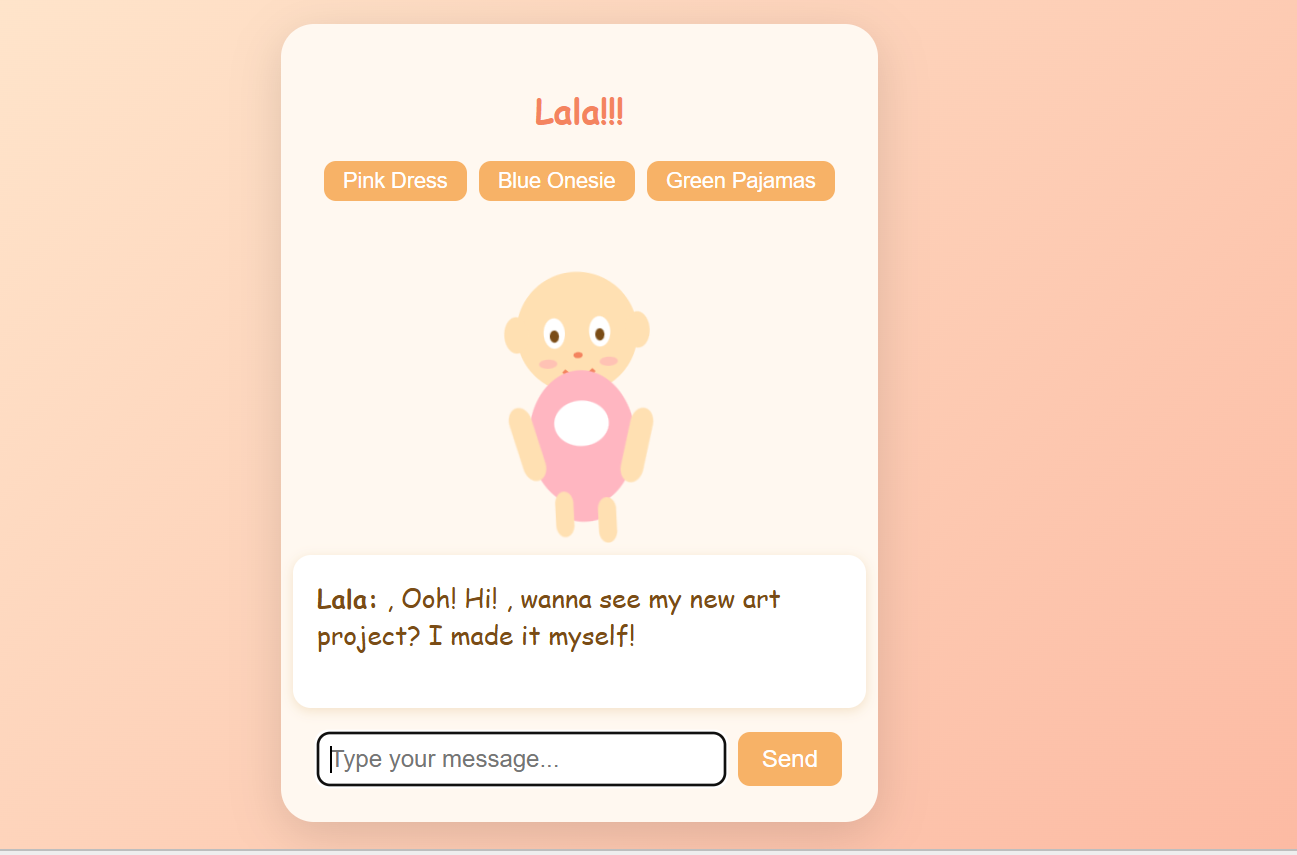 Lala!!!
Pink Dress Blue Onesie Green Pajamas
Lala: , Ooh! Hi! , wanna see my new art
project? I made it myself!
Type your message... Send